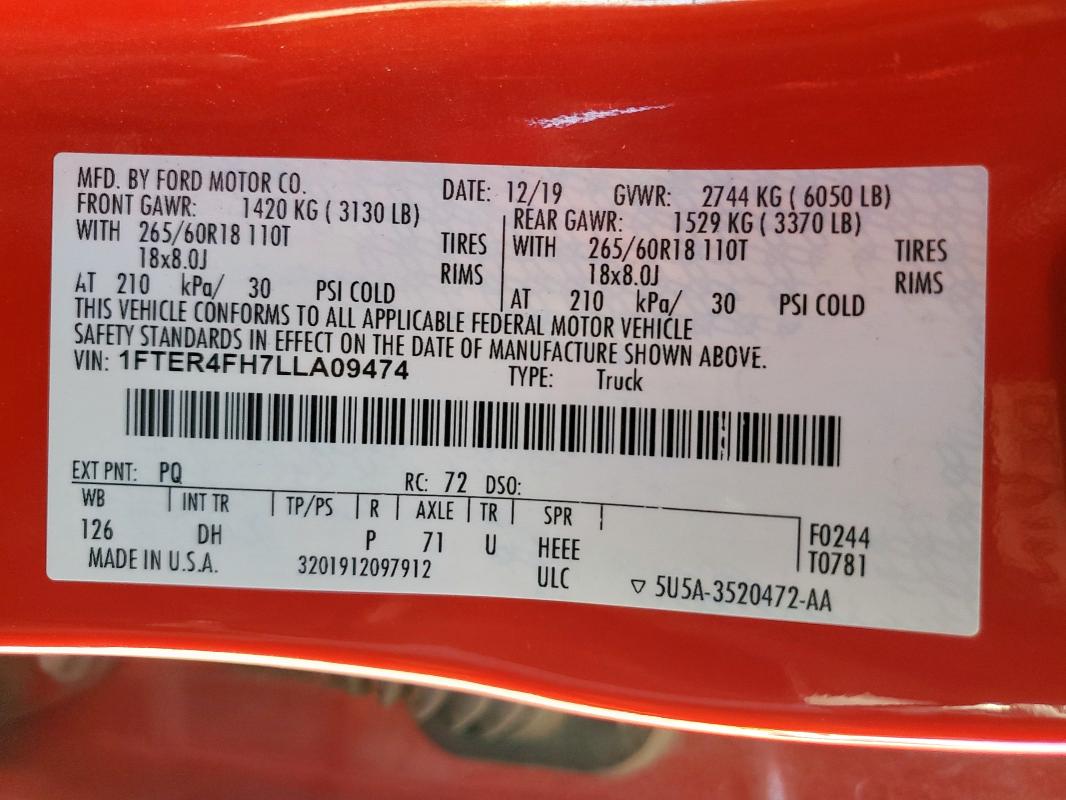 MFD. BY FORD MOTOR CO. DATE: 12/19 GVWR: 2744 KG ( 6050 LB)
FRONT GAWR: 1420 KG ( 3130 LB) REAR GAWR: 1529 KG ( 3370 LB)
WITH 265/60R18 110T TIRES WITH 265/60R18 110T TIRES
18x8.0J RIMS 18x8.0J RIMS
AT 210 kPa/ 30 PSI COLD AT 210 kPa/ 30 PSI COLD
THIS VEHICLE CONFORMS TO ALL APPLICABLE FEDERAL MOTOR VEHICLE
SAFETY STANDARDS IN EFFECT ON THE DATE OF MANUFACTURE SHOWN ABOVE.
VIN: 1FTER4FH7LLA09474 TYPE: Truck
EXT PNT: PQ RC: 72 DSO:
WB INT TR TP/PS R AXLE TR SPR F0244
126 DH P 71 U HEEE T0781
MADE IN U.S.A. 3201912097912 ULC ▽ 5U5A-3520472-AA